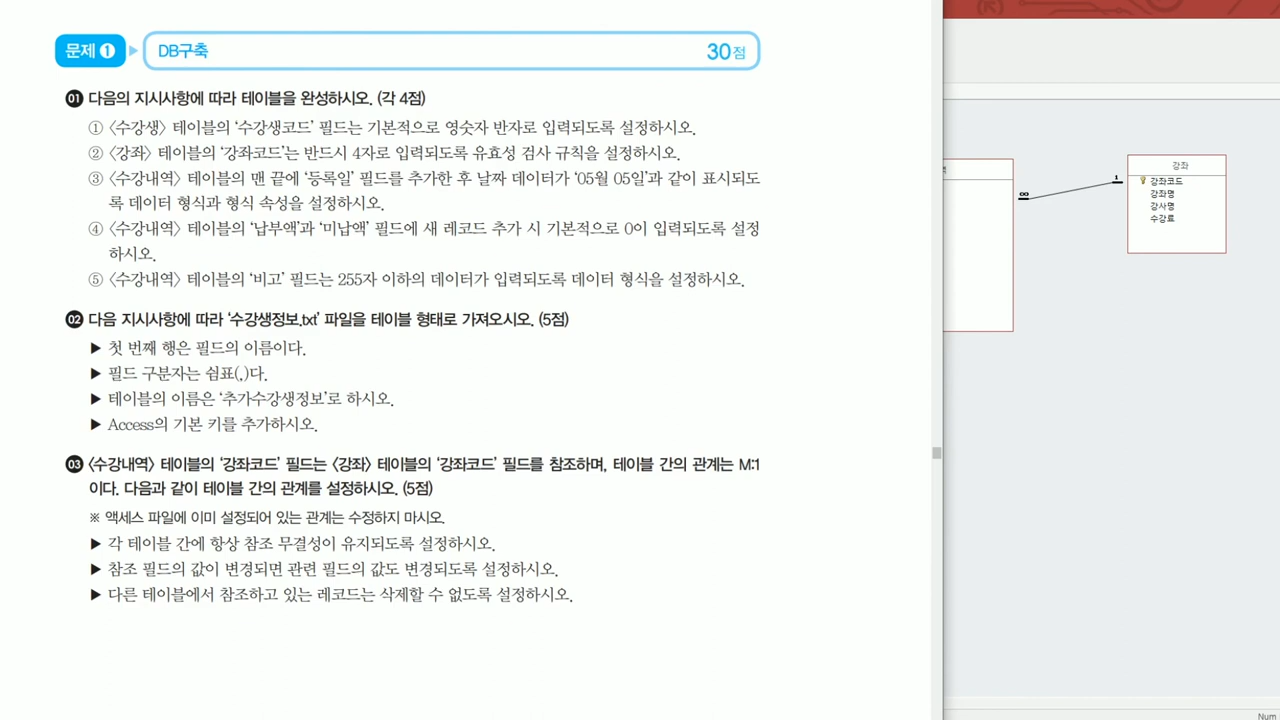 문제 ❶ DB구축 30점
01 다음의 지시사항에 따라 테이블을 완성하시오. (각 4점)
① 〈수강생〉 테이블의 ‘수강생코드’ 필드는 기본적으로 영숫자 반자로 입력되도록 설정하시오.
② 〈강좌〉 테이블의 ‘강좌코드’는 반드시 4자로 입력되도록 유효성 검사 규칙을 설정하시오.
③ 〈수강내역〉 테이블의 맨 끝에 ‘등록일’ 필드를 추가한 후 날짜 데이터가 ‘05월 05일’과 같이 표시되도
록 데이터 형식과 형식 속성을 설정하시오.
④ 〈수강내역〉 테이블의 ‘납부액’과 ‘미납액’ 필드에 새 레코드 추가 시 기본적으로 0이 입력되도록 설정
하시오.
⑤ 〈수강내역〉 테이블의 ‘비고’ 필드는 255자 이하의 데이터가 입력되도록 데이터 형식을 설정하시오.
02 다음 지시사항에 따라 ‘수강생정보.txt’ 파일을 테이블 형태로 가져오시오. (5점)
▶ 첫 번째 행은 필드의 이름이다.
▶ 필드 구분자는 쉼표(,)다.
▶ 테이블의 이름은 ‘추가수강생정보’로 하시오.
▶ Access의 기본 키를 추가하시오.
03 〈수강내역〉 테이블의 ‘강좌코드’ 필드는 〈강좌〉 테이블의 ‘강좌코드’ 필드를 참조하며, 테이블 간의 관계는 M:1
이다. 다음과 같이 테이블 간의 관계를 설정하시오. (5점)
※ 액세스 파일에 이미 설정되어 있는 관계는 수정하지 마시오.
▶ 각 테이블 간에 항상 참조 무결성이 유지되도록 설정하시오.
▶ 참조 필드의 값이 변경되면 관련 필드의 값도 변경되도록 설정하시오.
▶ 다른 테이블에서 참조하고 있는 레코드는 삭제할 수 없도록 설정하시오.
∞
1
강좌
강좌코드
강좌명
강사명
수강료
Num